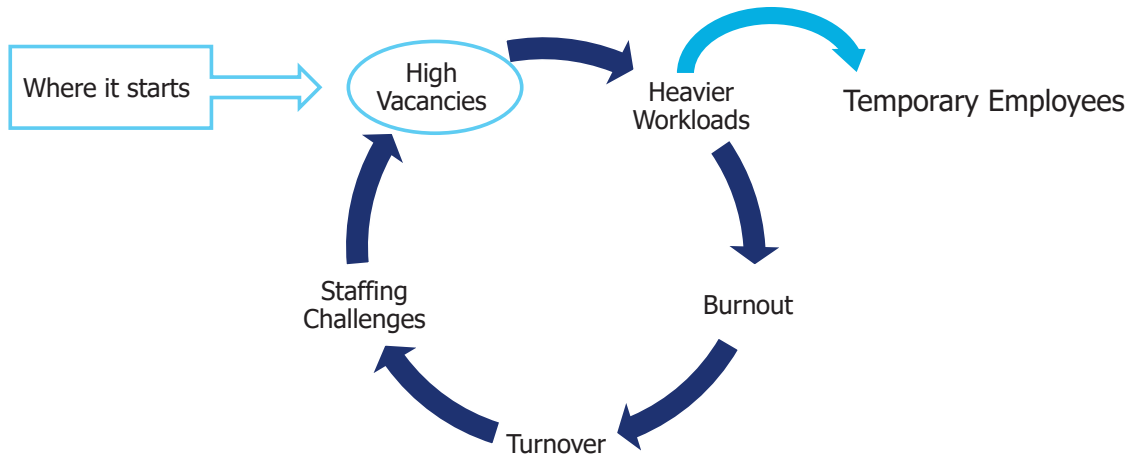 Where it starts
High
Vacancies
Heavier
Workloads
Temporary Employees
Burnout
Turnover
Staffing
Challenges